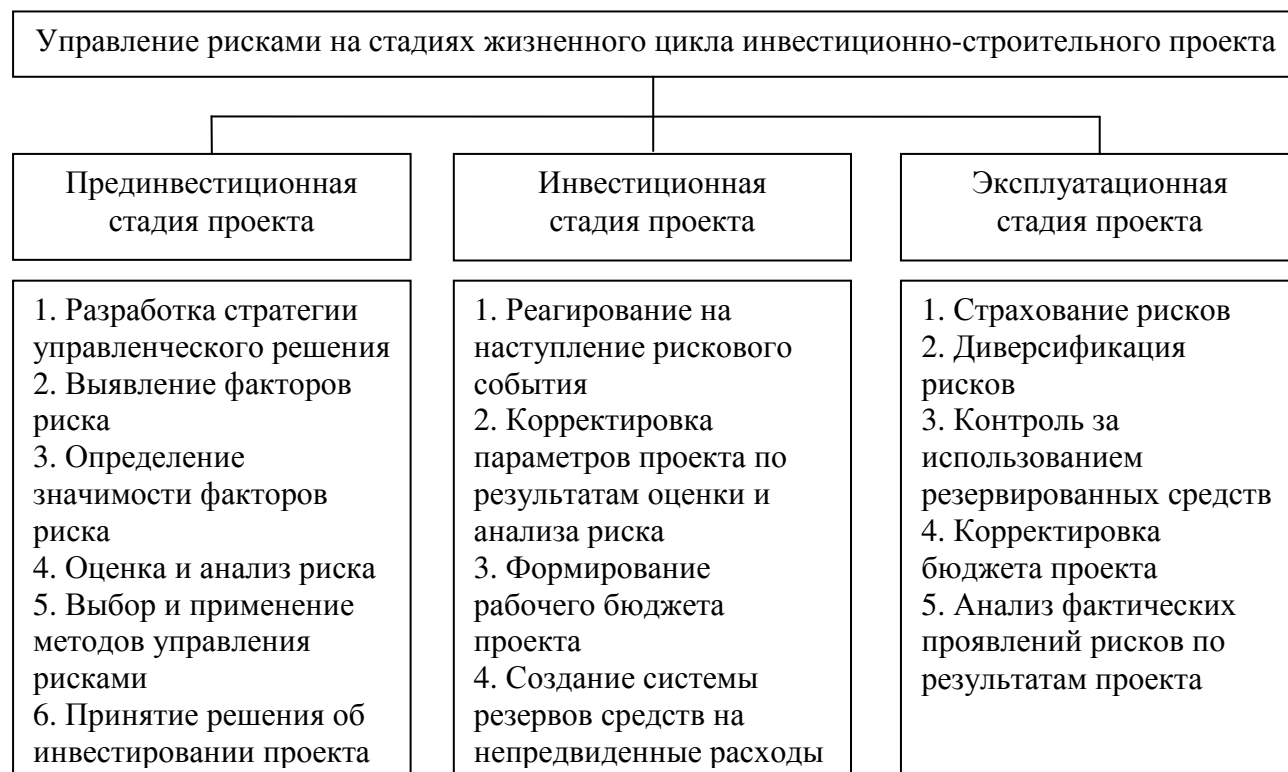 Управление рисками на стадиях жизненного цикла инвестиционно-строительного проекта
Прединвестиционная
стадия проекта
Инвестиционная
стадия проекта
Эксплуатационная
стадия проекта
1. Разработка стратегии
управленческого решения
2. Выявление факторов
риска
3. Определение
значимости факторов
риска
4. Оценка и анализ риска
5. Выбор и применение
методов управления
рисками
6. Принятие решения об
инвестировании проекта
1. Реагирование на
наступление рискового
события
2. Корректировка
параметров проекта по
результатам оценки и
анализа риска
3. Формирование
рабочего бюджета
проекта
4. Создание системы
резервов средств на
непредвиденные расходы
1. Страхование рисков
2. Диверсификация
рисков
3. Контроль за
использованием
резервированных средств
4. Корректировка
бюджета проекта
5. Анализ фактических
проявлений рисков по
результатам проекта